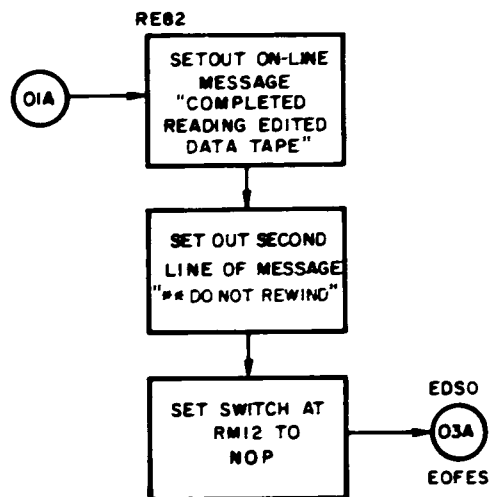 RE82
SETOUT ON-LINE
MESSAGE
"COMPLETED
READING EDITED
DATA TAPE"
01A
SET OUT SECOND
LINE OF MESSAGE
"** DO NOT REWIND"
SET SWITCH AT
RM12 TO
NOP
EDSO
03A
EOFES